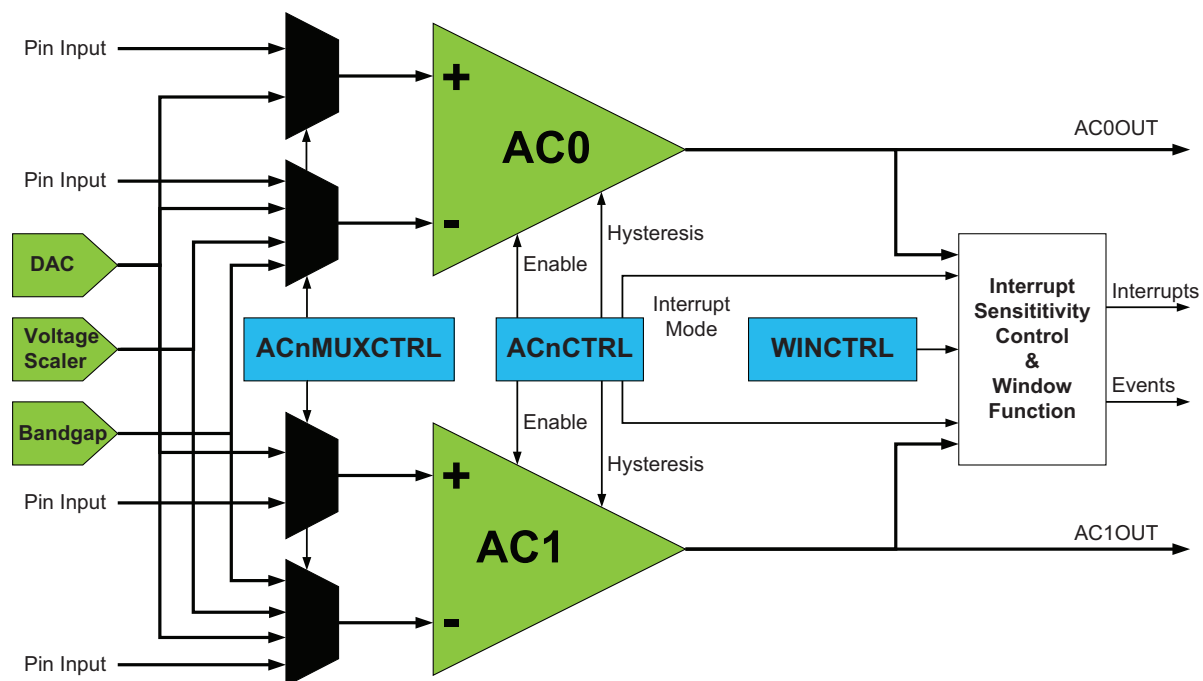 Pin Input
+
AC0
AC0OUT
Pin Input
-
Hysteresis
DAC
Enable
Interrupt
Sensititivity
Control
&
Window
Function
Interrupts
Events
Interrupt
Mode
Voltage
Scaler
ACnMUXCTRL
ACnCTRL
WINCTRL
Bandgap
Enable
Hysteresis
+
Pin Input
AC1
AC1OUT
-
Pin Input